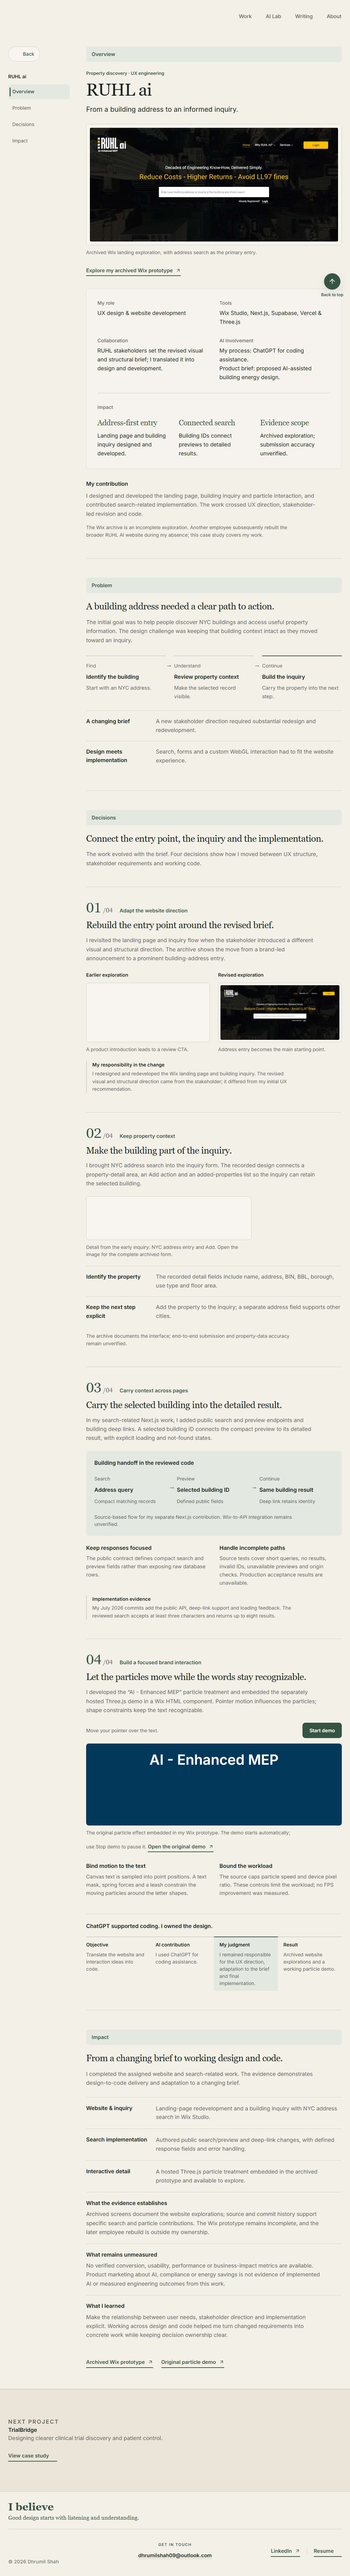 Work AI Lab Writing About
Back
RUHL ai
Overview
Problem
Decisions
Impact
Overview
Property discovery · UX engineering
RUHL ai
From a building address to an informed inquiry.
RUHL ai
Home Why RUHL AI Services Login
Decades of Engineering Know-How, Delivered Simply.
Reduce Costs - Higher Returns - Avoid LL97 fines
Already Registered? Login
Archived Wix landing exploration, with address search as the primary entry.
Explore my archived Wix prototype ↗
Back to top
My role
UX design & website development
Tools
Wix Studio, Next.js, Supabase, Vercel &
Three.js
Collaboration
RUHL stakeholders set the revised visual
and structural brief; I translated it into
design and development.
AI involvement
My process: ChatGPT for coding
assistance.
Product brief: proposed AI-assisted
building energy design.
Impact
Address-first entry
Landing page and building
inquiry designed and
developed.
Connected search
Building IDs connect
previews to detailed
results.
Evidence scope
Archived exploration;
submission accuracy
unverified.
My contribution
I designed and developed the landing page, building inquiry and particle interaction, and
contributed search-related implementation. The work crossed UX direction, stakeholder-
led revision and code.
The Wix archive is an incomplete exploration. Another employee subsequently rebuilt the
broader RUHL AI website during my absence; this case study covers my work.
Problem
A building address needed a clear path to action.
The initial goal was to help people discover NYC buildings and access useful property
information. The design challenge was keeping that building context intact as they moved
toward an inquiry.
Find
Identify the building
Start with an NYC address.
→
Understand
Review property context
Make the selected record
visible.
→
Continue
Build the inquiry
Carry the property into the next
step.
A changing brief
A new stakeholder direction required substantial redesign and
redevelopment.
Design meets
implementation
Search, forms and a custom WebGL interaction had to fit the website
experience.
Decisions
Connect the entry point, the inquiry and the implementation.
The work evolved with the brief. Four decisions show how I moved between UX structure,
stakeholder requirements and working code.
01 /04 Adapt the website direction
Rebuild the entry point around the revised brief.
I revisited the landing page and inquiry flow when the stakeholder introduced a different
visual and structural direction. The archive shows the move from a brand-led
announcement to a prominent building-address entry.
Earlier exploration
A product introduction leads to a review CTA.
Revised exploration
Address entry becomes the main starting point.
My responsibility in the change
I redesigned and redeveloped the Wix landing page and building inquiry. The revised
visual and structural direction came from the stakeholder; it differed from my initial UX
recommendation.
02 /04 Keep property context
Make the building part of the inquiry.
I brought NYC address search into the inquiry form. The recorded design connects a
property-detail area, an Add action and an added-properties list so the inquiry can retain
the selected building.
Detail from the early inquiry: NYC address entry and Add. Open the
image for the complete archived form.
Identify the property
The recorded detail fields include name, address, BIN, BBL, borough,
use type and floor area.
Keep the next step
explicit
Add the property to the inquiry; a separate address field supports other
cities.
The archive documents the interface; end-to-end submission and property-data accuracy
remain unverified.
03 /04 Carry context across pages
Carry the selected building into the detailed result.
In my search-related Next.js work, I added public search and preview endpoints and
building deep links. A selected building ID connects the compact preview to its detailed
result, with explicit loading and not-found states.
Building handoff in the reviewed code
Search
Address query
Compact matching records
→
Preview
Selected building ID
Defined public fields
→
Continue
Same building result
Deep link retains identity
Source-based flow for my separate Next.js contribution. Wix-to-API integration remains
unverified.
Keep responses focused
The public contract defines compact search and
preview fields rather than exposing raw database
rows.
Handle incomplete paths
Source tests cover short queries, no results,
invalid IDs, unavailable previews and origin
checks. Production acceptance results are
unavailable.
Implementation evidence
My July 2026 commits add the public API, deep-link support and loading feedback. The
reviewed search accepts at least three characters and returns up to eight results.
04 /04 Build a focused brand interaction
Let the particles move while the words stay recognizable.
I developed the "AI - Enhanced MEP" particle treatment and embedded the separately
hosted Three.js demo in a Wix HTML component. Pointer motion influences the particles;
shape constraints keep the text recognizable.
Move your pointer over the text.
Start demo
AI - Enhanced MEP
The original particle effect embedded in my Wix prototype. The demo starts automatically;
use Stop demo to pause it. Open the original demo ↗
Bind motion to the text
Canvas text is sampled into point positions. A text
mask, spring forces and a leash constrain the
moving particles around the letter shapes.
Bound the workload
The source caps particle speed and device pixel
ratio. These controls limit the workload; no FPS
improvement was measured.
ChatGPT supported coding. I owned the design.
Objective
Translate the website and
interaction ideas into
code.
AI contribution
I used ChatGPT for
coding assistance.
My judgment
I remained responsible
for the UX direction,
adaptation to the brief
and final
implementation.
Result
Archived website
explorations and a
working particle demo.
Impact
From a changing brief to working design and code.
I completed the assigned website and search-related work. The evidence demonstrates
design-to-code delivery and adaptation to a changing brief.
Website & inquiry
Landing-page redevelopment and a building inquiry with NYC address
search in Wix Studio.
Search implementation
Authored public search/preview and deep-link changes, with defined
response fields and error handling.
Interactive detail
A hosted Three.js particle treatment embedded in the archived
prototype and available to explore.
What the evidence establishes
Archived screens document the website explorations; source and commit history support
specific search and particle contributions. The Wix prototype remains incomplete, and the
later employee rebuild is outside my ownership.
What remains unmeasured
No verified conversion, usability, performance or business-impact metrics are available.
Product marketing about AI, compliance or energy savings is not evidence of implemented
AI or measured engineering outcomes from this work.
What I learned
Make the relationship between user needs, stakeholder direction and implementation
explicit. Working across design and code helped me turn changed requirements into
concrete work while keeping decision ownership clear.
Archived Wix prototype ↗ Original particle demo ↗
NEXT PROJECT
TrialBridge
Designing clearer clinical trial discovery and patient control.
View case study
I believe
Good design starts with listening and understanding.
GET IN TOUCH
dhrumiishah09@outlook.com
LinkedIn ↗ Resume
© 2026 Dhrumil Shah